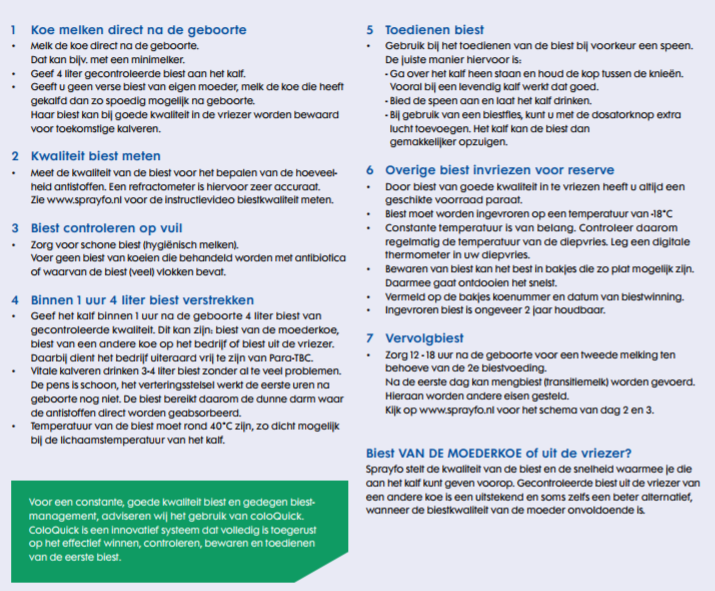 1 Koe melken direct na de geboorte
• Melk de koe direct na de geboorte.
Dat kan bijv. met een minimelker.
• Geef 4 liter gecontroleerde biest aan het kalf.
• Geeft u geen verse biest van eigen moeder, melk de koe die heeft
gekalfd dan zo spoedig mogelijk na geboorte.
Haar biest kan bij goede kwaliteit in de vriezer worden bewaard
voor toekomstige kalveren.
2 Kwaliteit biest meten
• Meet de kwaliteit van de biest voor het bepalen van de hoeveel-
heid antistoffen. Een refractometer is hiervoor zeer accuraat.
Zie www.sprayfo.nl voor de instructievideo biestkwaliteit meten.
3 Biest controleren op vuil
• Zorg voor schone biest (hygiënisch melken).
Voer geen biest van koeien die behandeld worden met antibiotica
of waarvan de biest (veel) vlokken bevat.
4 Binnen 1 uur 4 liter biest verstrekken
• Geef het kalf binnen 1 uur na de geboorte 4 liter biest van
gecontroleerde kwaliteit. Dit kan zijn: biest van de moederkoe,
biest van een andere koe op het bedrijf of biest uit de vriezer.
Daarbij dient het bedrijf uiteraard vrij te zijn van Para-TBC.
• Vitale kalveren drinken 3-4 liter biest zonder al te veel problemen.
De pens is schoon, het verteringsstelsel werkt de eerste uren na
geboorte nog niet. De biest bereikt daarom de dunne darm waar
de antistoffen direct worden geabsorbeerd.
• Temperatuur van de biest moet rond 40°C zijn, zo dicht mogelijk
bij de lichaamstemperatuur van het kalf.
Voor een constante, goede kwaliteit biest en gedegen biest-
management, adviseren wij het gebruik van coloQuick.
ColoQuick is een innovatief systeem dat volledig is toegerust
op het effectief winnen, controleren, bewaren en toedienen
van de eerste biest.
5 Toedienen biest
• Gebruik bij het toedienen van de biest bij voorkeur een speen.
De juiste manier hiervoor is:
- Ga over het kalf heen staan en houd de kop tussen de knieën.
Vooral bij een levendig kalf werkt dat goed.
- Bied de speen aan en laat het kalf drinken.
- Bij gebruik van een biestfles, kunt u met de dosatorknop extra
lucht toevoegen. Het kalf kan de biest dan
gemakkelijker opzuigen.
6 Overige biest invriezen voor reserve
• Door biest van goede kwaliteit in te vriezen heeft u altijd een
geschikte voorraad paraat.
• Biest moet worden ingevroren op een temperatuur van -18°C
• Constante temperatuur is van belang. Controleer daarom
regelmatig de temperatuur van de diepvries. Leg een digitale
thermometer in uw diepvries.
• Bewaren van biest kan het best in bakjes die zo plat mogelijk zijn.
Daarmee gaat ontdooien het snelst.
• Vermeld op de bakjes koenummer en datum van biestwinning.
• Ingevroren biest is ongeveer 2 jaar houdbaar.
7 Vervolgbiest
• Zorg 12 - 18 uur na de geboorte voor een tweede melking ten
behoeve van de 2e biestvoeding.
Na de eerste dag kan mengbiest (transitiemelk) worden gevoerd.
Hieraan worden andere eisen gesteld.
Kijk op www.sprayfo.nl voor het schema van dag 2 en 3.
Biest VAN DE MOEDERKOE of uit de vriezer?
Sprayfo stelt de kwaliteit van de biest en de snelheid waarmee je die
aan het kalf kunt geven voorop. Gecontroleerde biest uit de vriezer van
een andere koe is een uitstekend en soms zelfs een beter alternatief,
wanneer de biestkwaliteit van de moeder onvoldoende is.